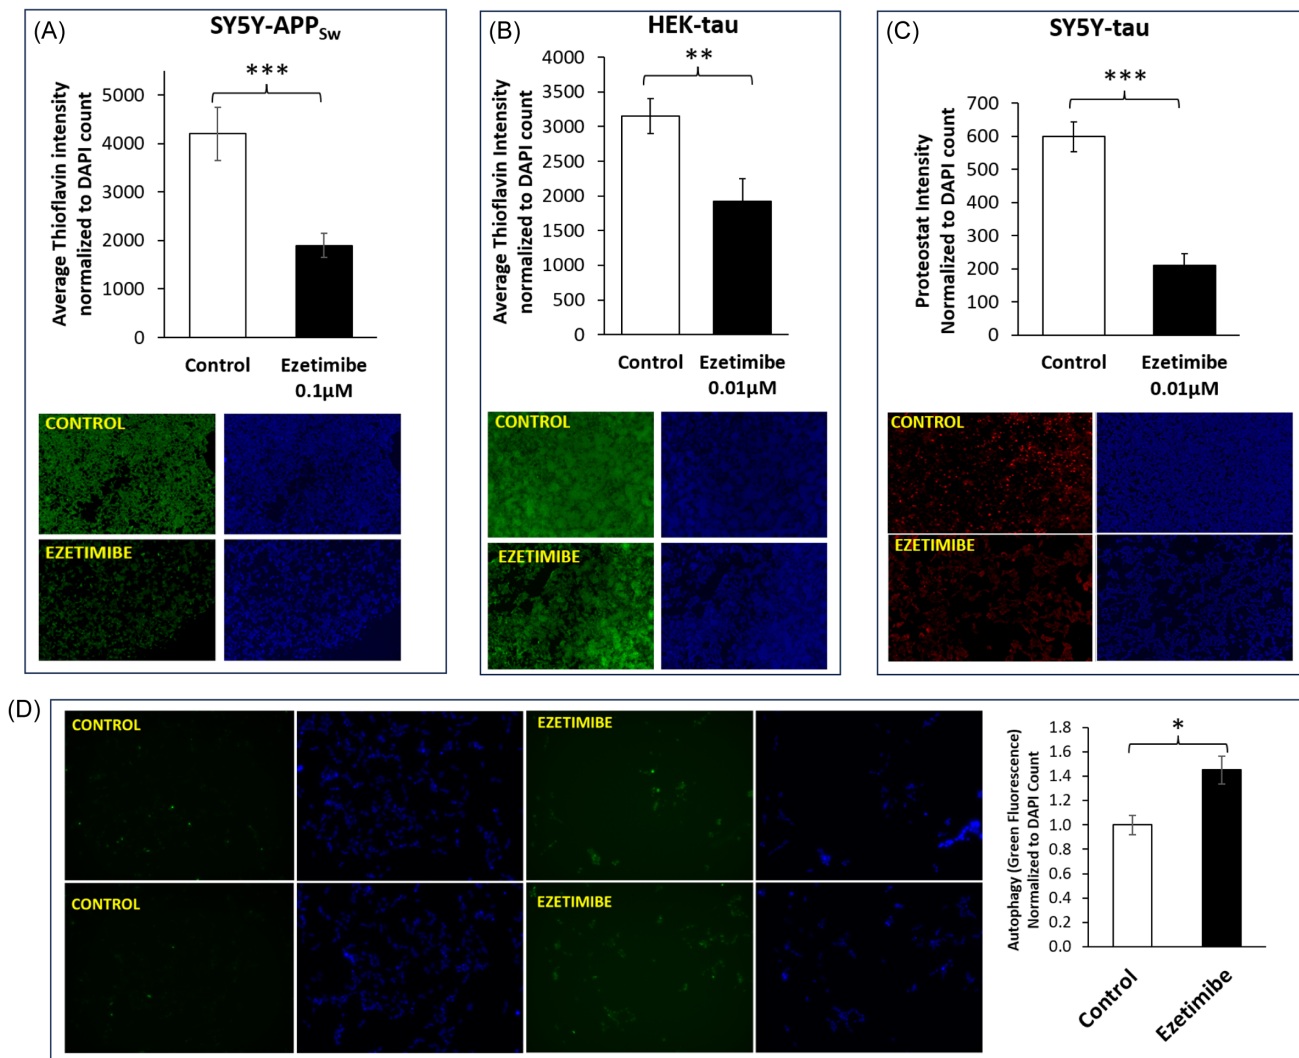 (A)
SY5Y-APPSw
***
Average Thioflavin intensity
normalized to DAPI count
5000
4000
3000
2000
1000
0
Control
Ezetimibe
0.1µM
CONTROL
EZETIMIBE
(B)
HEK-tau
**
Average Thioflavin Intensity
normalized to DAPI count
4000
3500
3000
2500
2000
1500
1000
500
0
Control
Ezetimibe
0.01µM
CONTROL
EZETIMIBE
(C)
SY5Y-tau
***
Proteostat Intensity
Normalized to DAPI count
700
600
500
400
300
200
100
0
Control
Ezetimibe
0.01µM
CONTROL
EZETIMIBE
(D)
CONTROL
EZETIMIBE
CONTROL
EZETIMIBE
*
Autophagy (Green Fluorescence)
Normalized to DAPI Count
1.8
1.6
1.4
1.2
1.0
0.8
0.6
0.4
0.2
0.0
Control
Ezetimibe